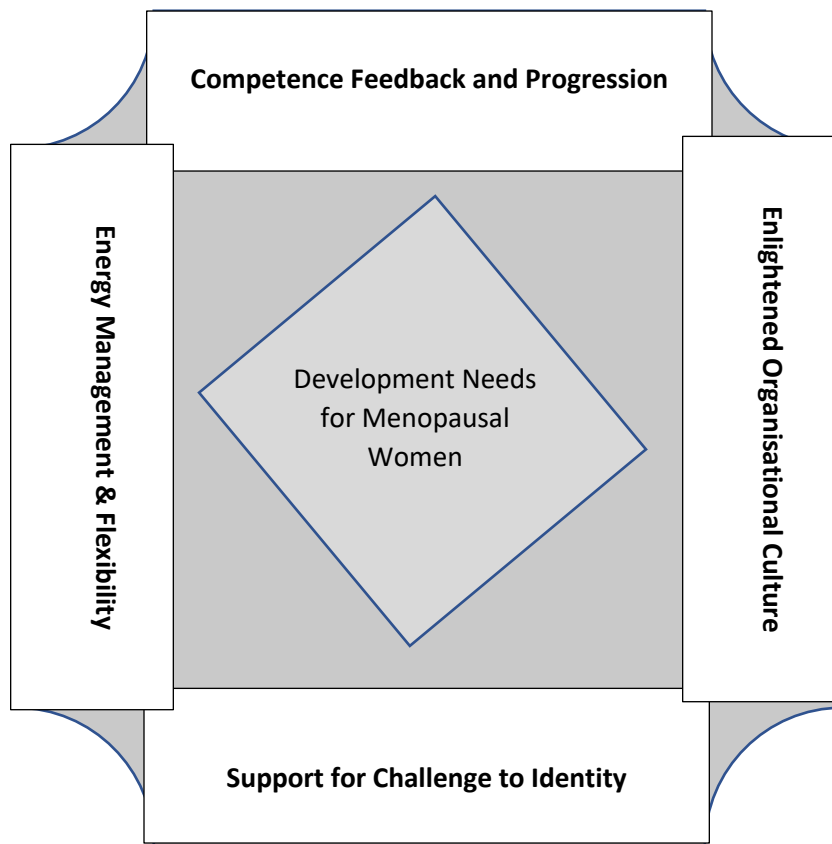 Competence Feedback and Progression
Energy Management & Flexibility
Development Needs
for Menopausal
Women
Enlightened Organisational Culture
Support for Challenge to Identity